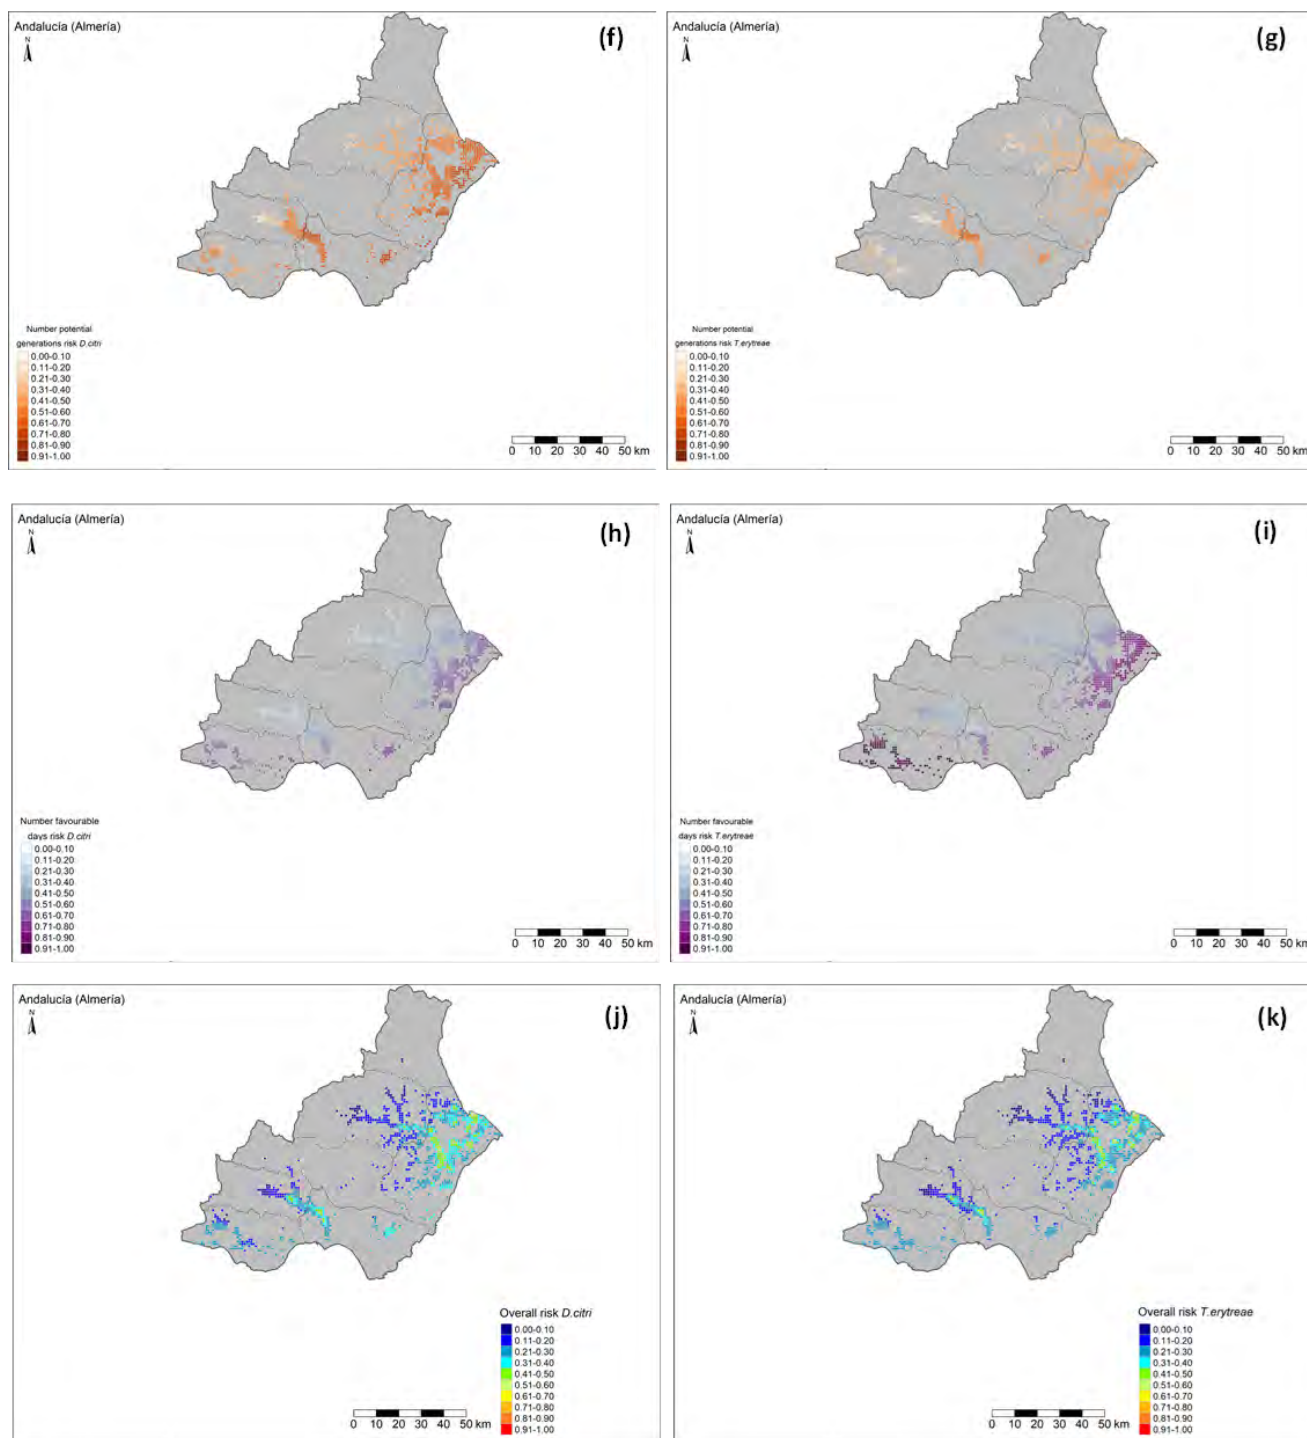 Andalucía (Almería)
N
(f)
Number potential
generations risk D.citri
0.00-0.10
0.11-0.20
0.21-0.30
0.31-0.40
0.41-0.50
0.51-0.60
0.61-0.70
0.71-0.80
0.81-0.90
0.91-1.00
0 10 20 30 40 50 km
Andalucía (Almería)
N
(g)
Number potential
generations risk T.erytreae
0.00-0.10
0.11-0.20
0.21-0.30
0.31-0.40
0.41-0.50
0.51-0.60
0.61-0.70
0.71-0.80
0.81-0.90
0.91-1.00
0 10 20 30 40 50 km
Andalucía (Almería)
N
(h)
Number favourable
days risk D.citri
0.00-0.10
0.11-0.20
0.21-0.30
0.31-0.40
0.41-0.50
0.51-0.60
0.61-0.70
0.71-0.80
0.81-0.90
0.91-1.00
0 10 20 30 40 50 km
Andalucía (Almería)
N
(i)
Number favourable
days risk T.erytreae
0.00-0.10
0.11-0.20
0.21-0.30
0.31-0.40
0.41-0.50
0.51-0.60
0.61-0.70
0.71-0.80
0.81-0.90
0.91-1.00
0 10 20 30 40 50 km
Andalucía (Almería)
N
(j)
Overall risk D.citri
0.00-0.10
0.11-0.20
0.21-0.30
0.31-0.40
0.41-0.50
0.51-0.60
0.61-0.70
0.71-0.80
0.81-0.90
0.91-1.00
0 10 20 30 40 50 km
Andalucía (Almería)
N
(k)
Overall risk T.erytreae
0.00-0.10
0.11-0.20
0.21-0.30
0.31-0.40
0.41-0.50
0.51-0.60
0.61-0.70
0.71-0.80
0.81-0.90
0.91-1.00
0 10 20 30 40 50 km